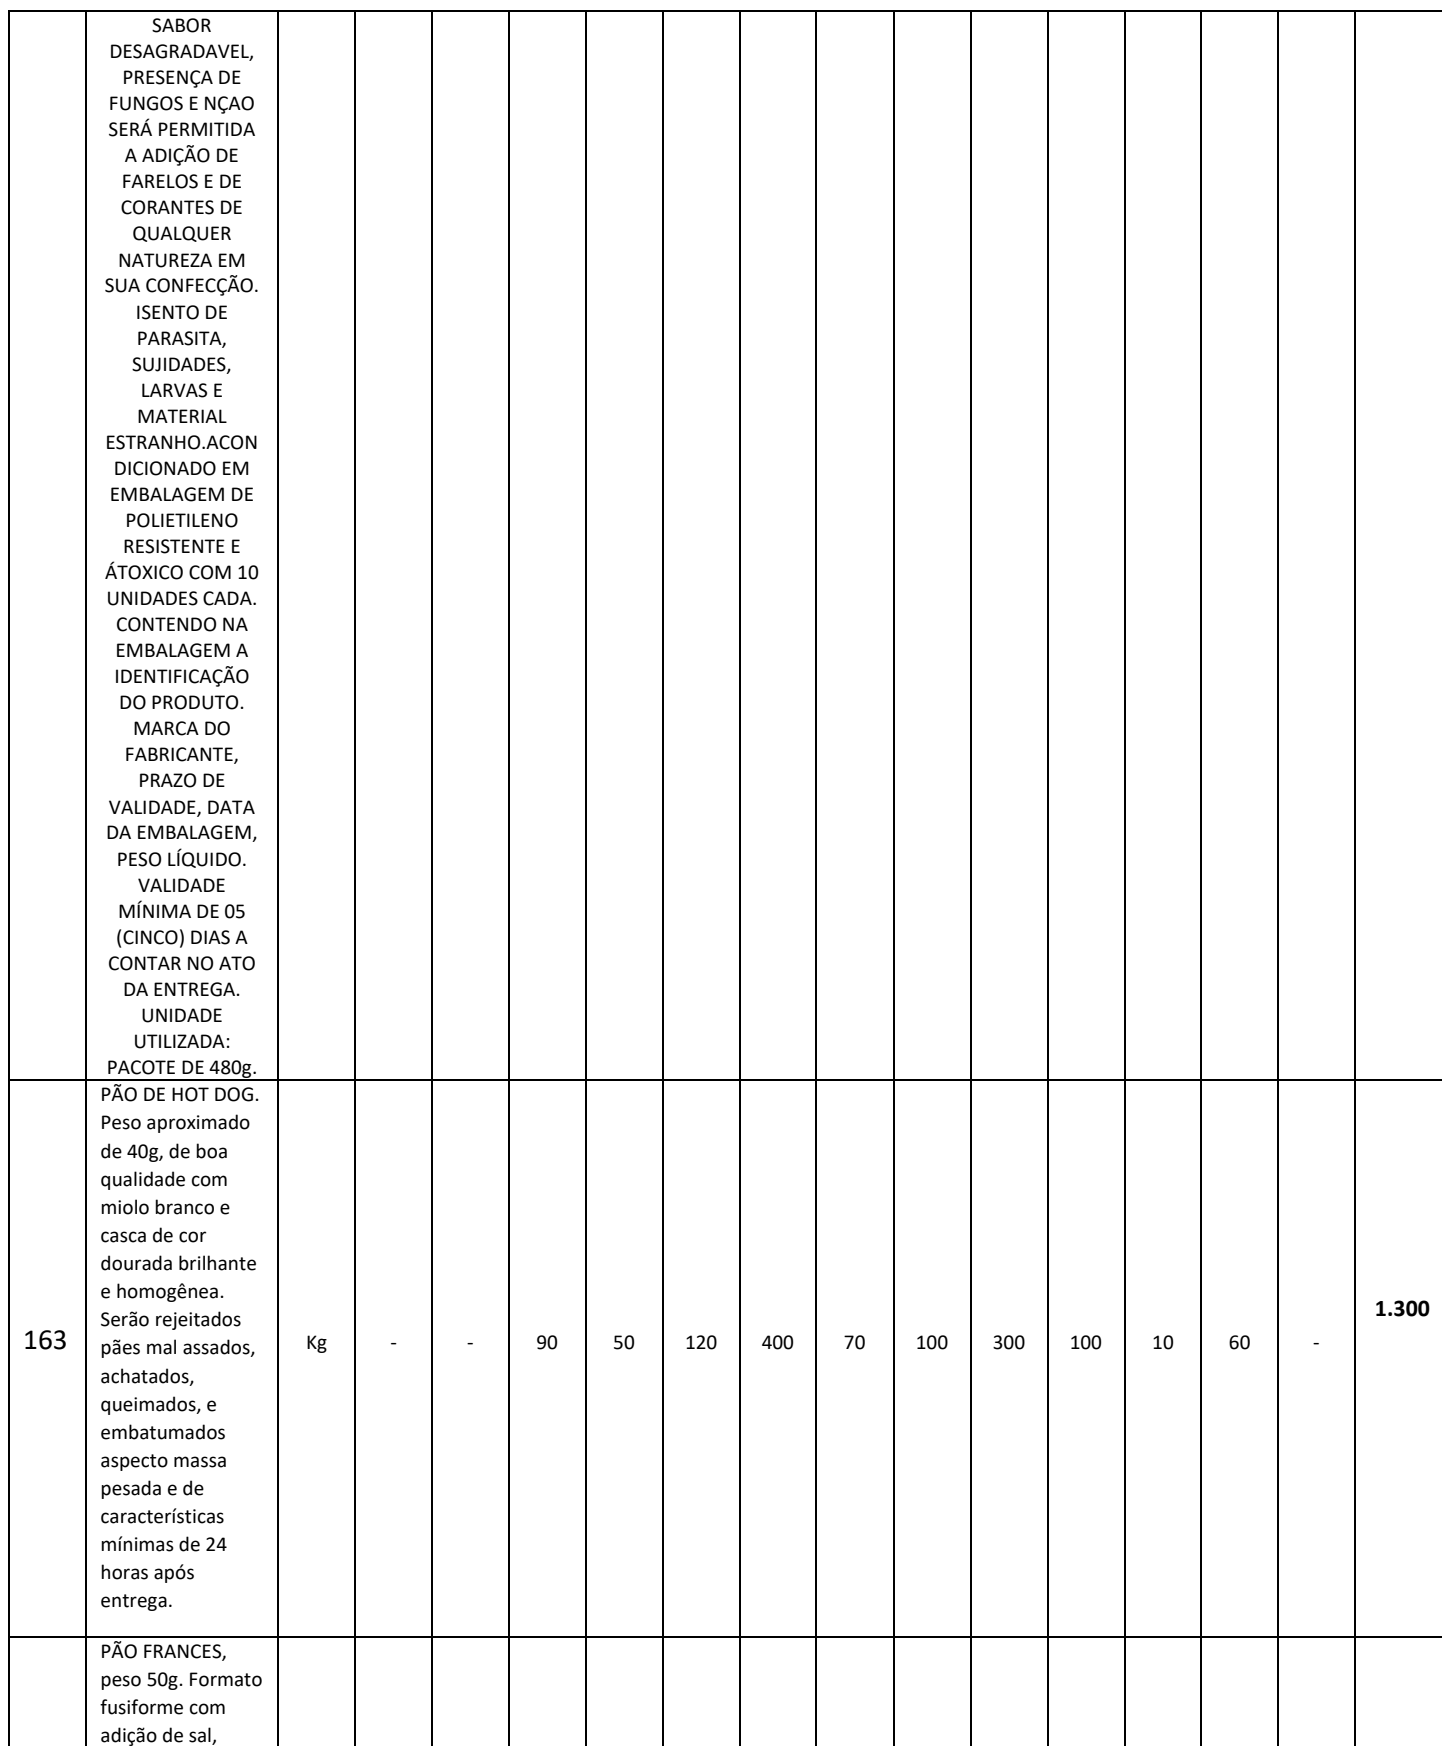 SABOR
DESAGRADAVEL,
PRESENÇA DE
FUNGOS E NÇAO
SERÁ PERMITIDA
A ADIÇÃO DE
FARELOS E DE
CORANTES DE
QUALQUER
NATUREZA EM
SUA CONFECÇÃO.
ISENTO DE
PARASITA,
SUJIDADES,
LARVAS E
MATERIAL
ESTRANHO.ACON
DICIONADO EM
EMBALAGEM DE
POLIETILENO
RESISTENTE E
ÁTOXICO COM 10
UNIDADES CADA.
CONTENDO NA
EMBALAGEM A
IDENTIFICAÇÃO
DO PRODUTO.
MARCA DO
FABRICANTE,
PRAZO DE
VALIDADE, DATA
DA EMBALAGEM,
PESO LÍQUIDO.
VALIDADE
MÍNIMA DE 05
(CINCO) DIAS A
CONTAR NO ATO
DA ENTREGA.
UNIDADE
UTILIZADA:
PACOTE DE 480g.
163
PÃO DE HOT DOG.
Peso aproximado
de 40g, de boa
qualidade com
miolo branco e
casca de cor
dourada brilhante
e homogênea.
Serão rejeitados
pães mal assados,
achatados,
queimados, e
embatumados
aspecto massa
pesada e de
características
mínimas de 24
horas após
entrega.
Kg - - 90 50 120 400 70 100 300 100 10 60 - 1.300
PÃO FRANCES,
peso 50g. Formato
fusiforme com
adição de sal,